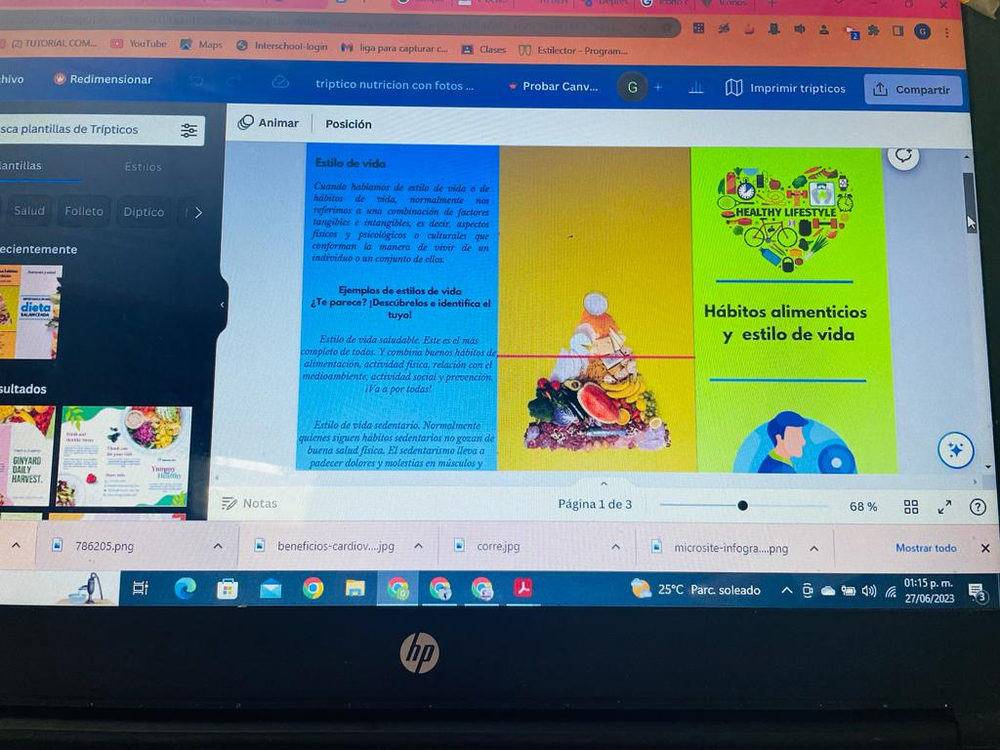 (2) TUTORIAL COM...
YouTube
Maps
Interschool-login
liga para capturar c...
Clases
Estilector - Program...
G
2
hivo
Redimensionar
triptico nutricion con fotos ...
Probar Canv...
G
+
Imprimir trípticos
Compartir
sca plantillas de Trípticos
Animar
Posición
lantillas
Estilos
Salud
Folleto
Díptico
ecientemente
dieta
BALANCEADA
sultados
GINYARD
DAILY
HARVEST.
Yummy
Healthy
Estilo de vida
Cuando hablamos de estilo de vida o de
hábitos de vida, normalmente nos
referimos a una combinación de factores
tangibles e intangibles, es decir, aspectos
físicos y psicológicos o culturales que
conforman la manera de vivir de un
individuo o un conjunto de ellos.
Ejemplos de estilos de vida
¿Te parece? ¡Descúbrelos e identifica el
tuyo!
Estilo de vida saludable. Este es el más
completo de todos. Y combina buenos hábitos de
alimentación, actividad física, relación con el
medioambiente, actividad social y prevención.
¡Va a por todas!
Estilo de vida sedentario. Normalmente
quienes siguen hábitos sedentarios no gozan de
buena salud física. El sedentarismo lleva a
padecer dolores y molestias en músculos y
HEALTHY LIFESTYLE
Hábitos alimenticios
y estilo de vida
Notas
Página 1 de 3
68 %
786205.png
beneficios-cardiov....jpg
corre.jpg
microsite-infogra....png
Mostrar todo
25°C Parc. soleado
01:15 p. m.
27/06/2023
3
hp